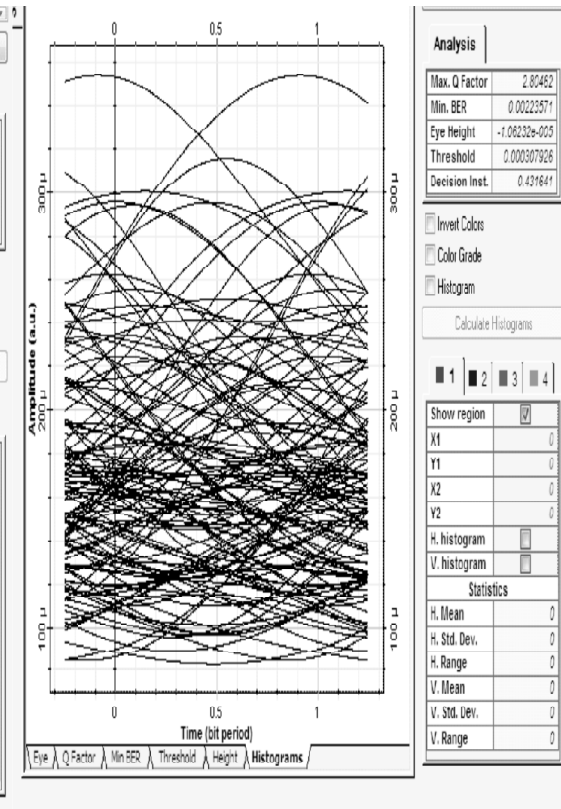 0 0.5 1
Amplitude (a.u.)
300 µ
200 µ
100 µ
300 µ
200 µ
100 µ
0 0.5 1
Time (bit period)
Eye Q Factor Min BER Threshold Height Histograms
Analysis
Max. Q Factor 2.80462
Min. BER 0.00223571
Eye Height -1.06232e-005
Threshold 0.000307926
Decision Inst. 0.431641
Invert Colors
Color Grade
Histogram
Calculate Histograms
1 2 3 4
Show region
X1 0
Y1 0
X2 0
Y2 0
H. histogram
V. histogram
Statistics
H. Mean 0
H. Std. Dev. 0
H. Range 0
V. Mean 0
V. Std. Dev. 0
V. Range 0